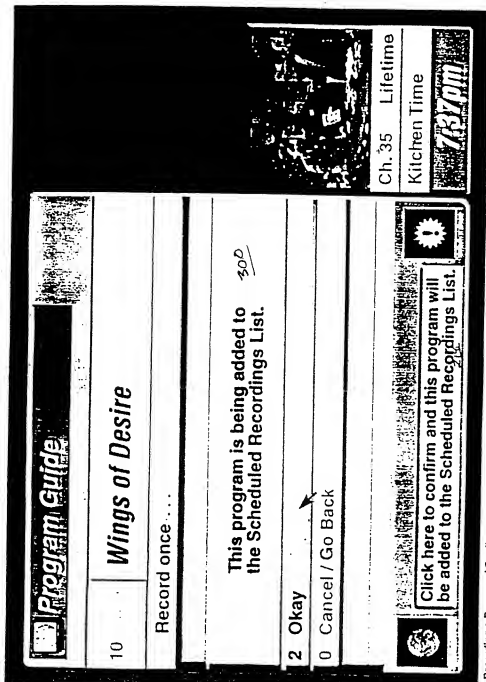 Program Guide
10 Wings of Desire
Record once....
This program is being added to
the Scheduled Recordings List.
300
2 Okay
0 Cancel / Go Back
Click here to confirm and this program will
be added to the Scheduled Recordings List.
Ch. 35 Lifetime
Kitchen Time
7:37pm